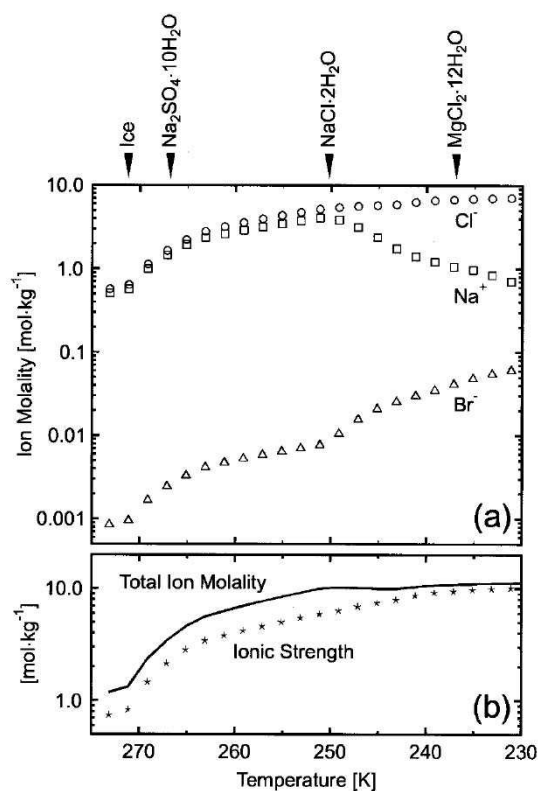 Ice
Na₂SO₄·10H₂O
NaCl·2H₂O
MgCl₂·12H₂O
Ion Molality [mol·kg⁻¹]
10.0
1.0
0.1
0.01
0.001
Cl⁻
Na⁺
Br⁻
(a)
[mol·kg⁻¹]
10.0
1.0
Total Ion Molality
Ionic Strength
(b)
270 260 250 240 230
Temperature [K]